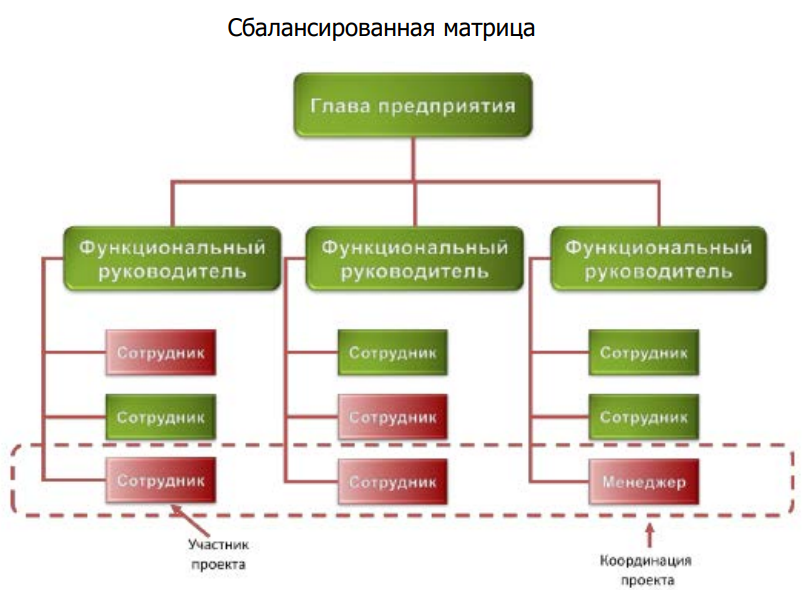 Сбалансированная матрица
Глава предприятия
Функциональный
руководитель
Функциональный
руководитель
Функциональный
руководитель
Сотрудник
Сотрудник
Сотрудник
Сотрудник
Сотрудник
Сотрудник
Сотрудник
Сотрудник
Менеджер
Участник
проекта
Координация
проекта